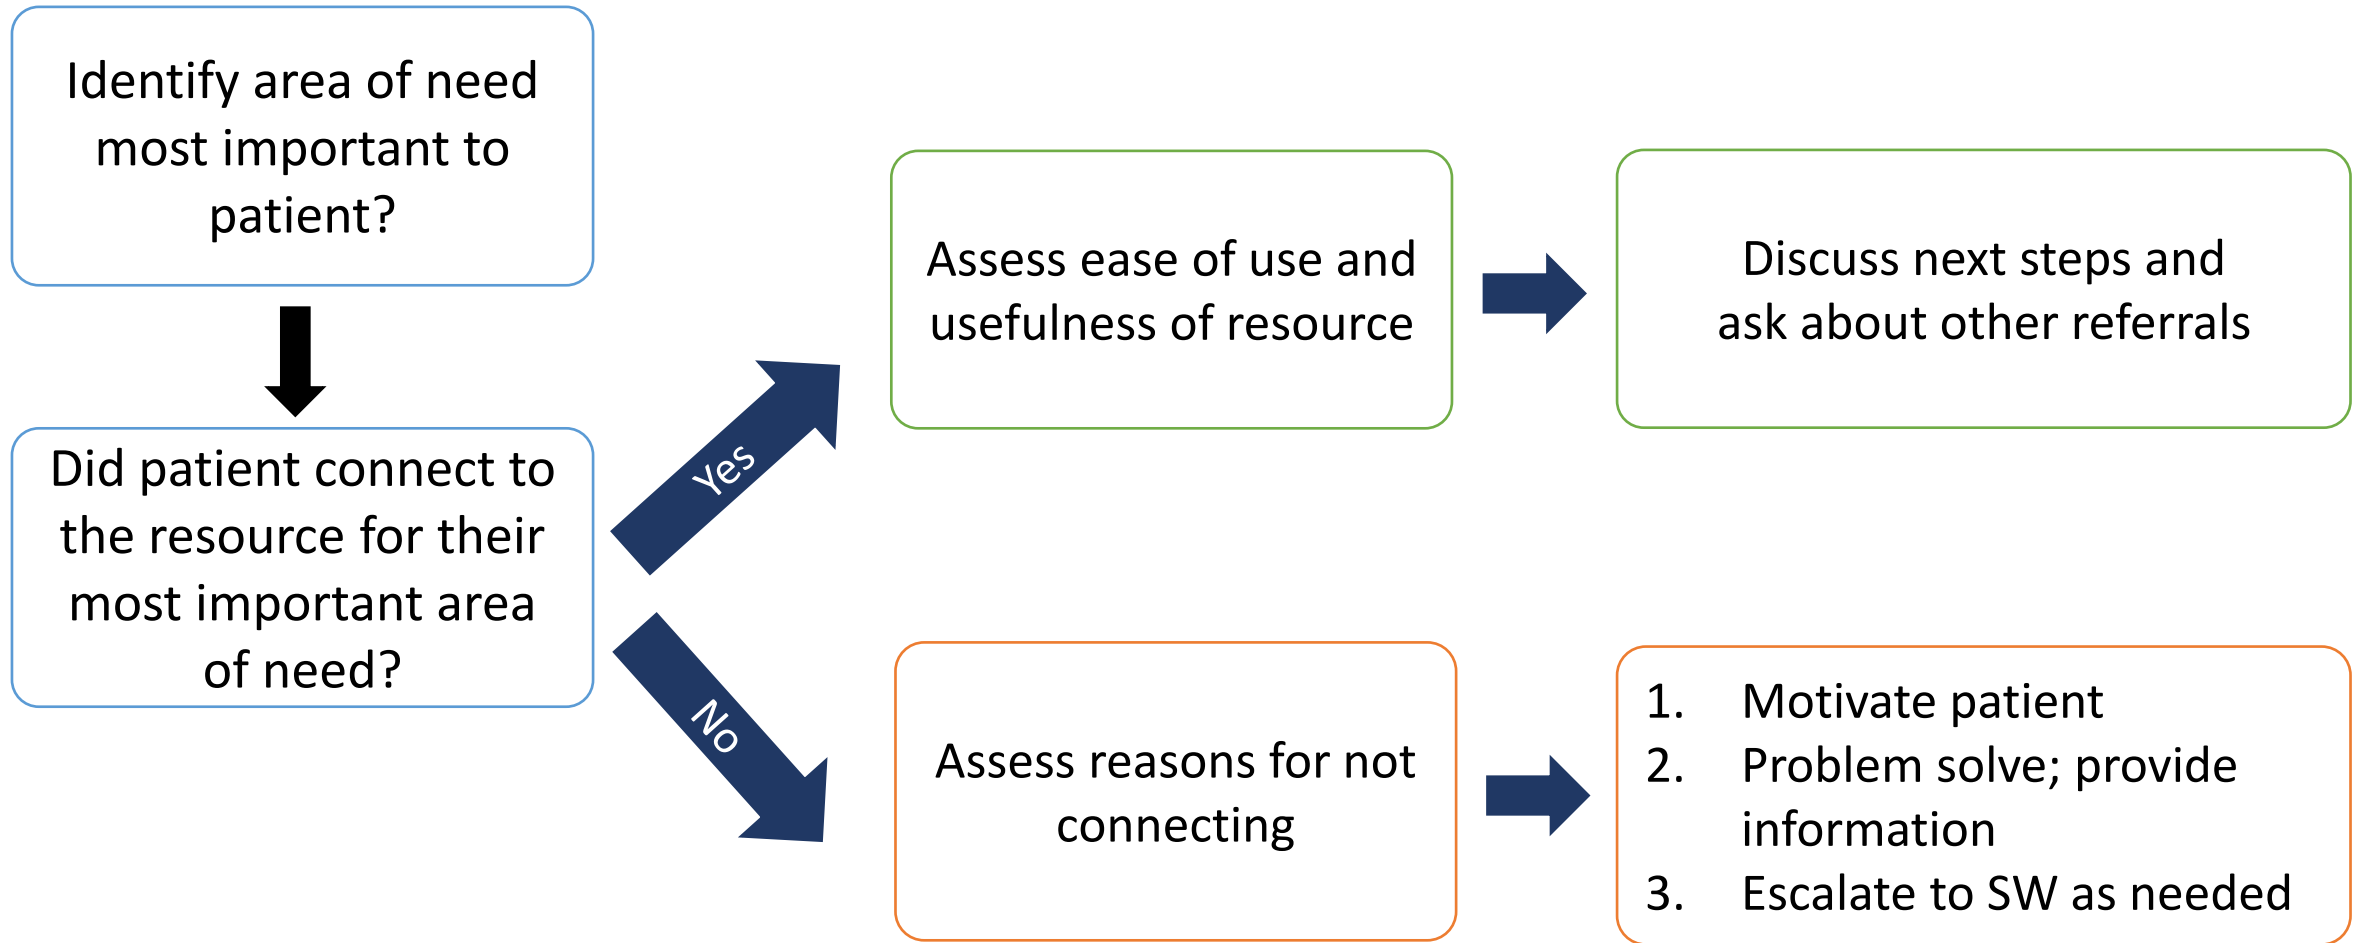 Identify area of need
most important to
patient?
Did patient connect to
the resource for their
most important area
of need?
Yes
Assess ease of use and
usefulness of resource
Discuss next steps and
ask about other referrals
No
Assess reasons for not
connecting
1. Motivate patient
2. Problem solve; provide
information
3. Escalate to SW as needed